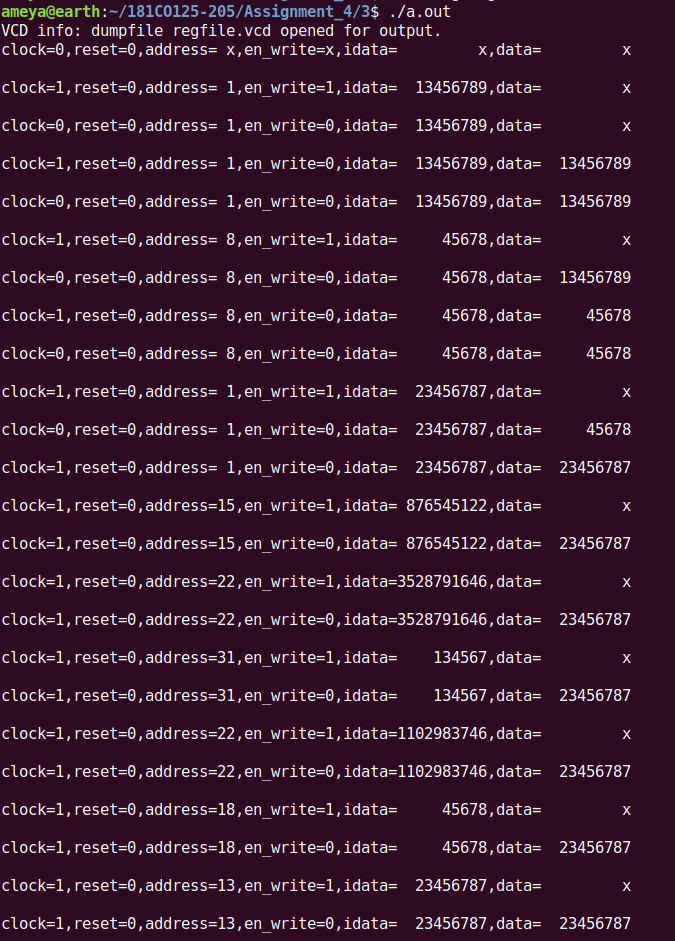 ameya@earth:~/181CO125-205/Assignment_4/3$ ./a.out
VCD info: dumpfile regfile.vcd opened for output.
clock=0,reset=0,address= x,en_write=x,idata=         x,data=         x
clock=1,reset=0,address= 1,en_write=1,idata=  13456789,data=         x
clock=0,reset=0,address= 1,en_write=0,idata=  13456789,data=         x
clock=1,reset=0,address= 1,en_write=0,idata=  13456789,data=  13456789
clock=0,reset=0,address= 1,en_write=0,idata=  13456789,data=  13456789
clock=1,reset=0,address= 8,en_write=1,idata=     45678,data=         x
clock=0,reset=0,address= 8,en_write=0,idata=     45678,data=  13456789
clock=1,reset=0,address= 8,en_write=0,idata=     45678,data=     45678
clock=0,reset=0,address= 8,en_write=0,idata=     45678,data=     45678
clock=1,reset=0,address= 1,en_write=1,idata=  23456787,data=         x
clock=0,reset=0,address= 1,en_write=0,idata=  23456787,data=     45678
clock=1,reset=0,address= 1,en_write=0,idata=  23456787,data=  23456787
clock=1,reset=0,address=15,en_write=1,idata= 876545122,data=         x
clock=1,reset=0,address=15,en_write=0,idata= 876545122,data=  23456787
clock=1,reset=0,address=22,en_write=1,idata=3528791646,data=         x
clock=1,reset=0,address=22,en_write=0,idata=3528791646,data=  23456787
clock=1,reset=0,address=31,en_write=1,idata=    134567,data=         x
clock=1,reset=0,address=31,en_write=0,idata=    134567,data=  23456787
clock=1,reset=0,address=22,en_write=1,idata=1102983746,data=         x
clock=1,reset=0,address=22,en_write=0,idata=1102983746,data=  23456787
clock=1,reset=0,address=18,en_write=1,idata=     45678,data=         x
clock=1,reset=0,address=18,en_write=0,idata=     45678,data=  23456787
clock=1,reset=0,address=13,en_write=1,idata=  23456787,data=         x
clock=1,reset=0,address=13,en_write=0,idata=  23456787,data=  23456787